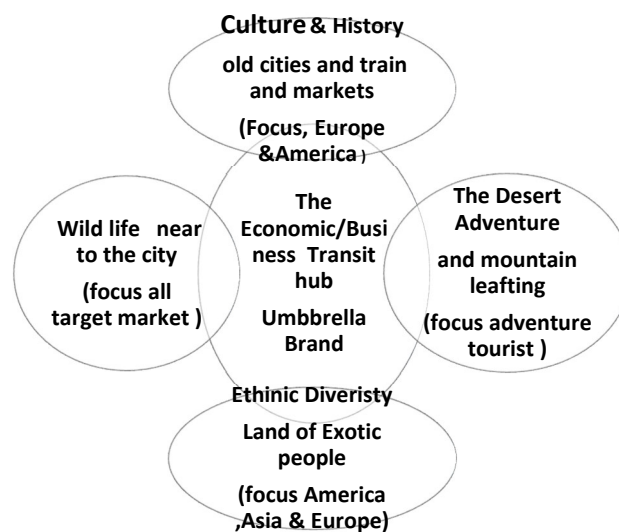 Culture & History
old cities and train
and markets
(Focus, Europe
&America )
Wild life near
to the city
(focus all
target market )
The
Economic/Busi
ness Transit
hub
Umbbrella
Brand
The Desert
Adventure
and mountain
leafting
(focus adventure
tourist )
Ethinic Diveristy
Land of Exotic
people
(focus America
,Asia & Europe)